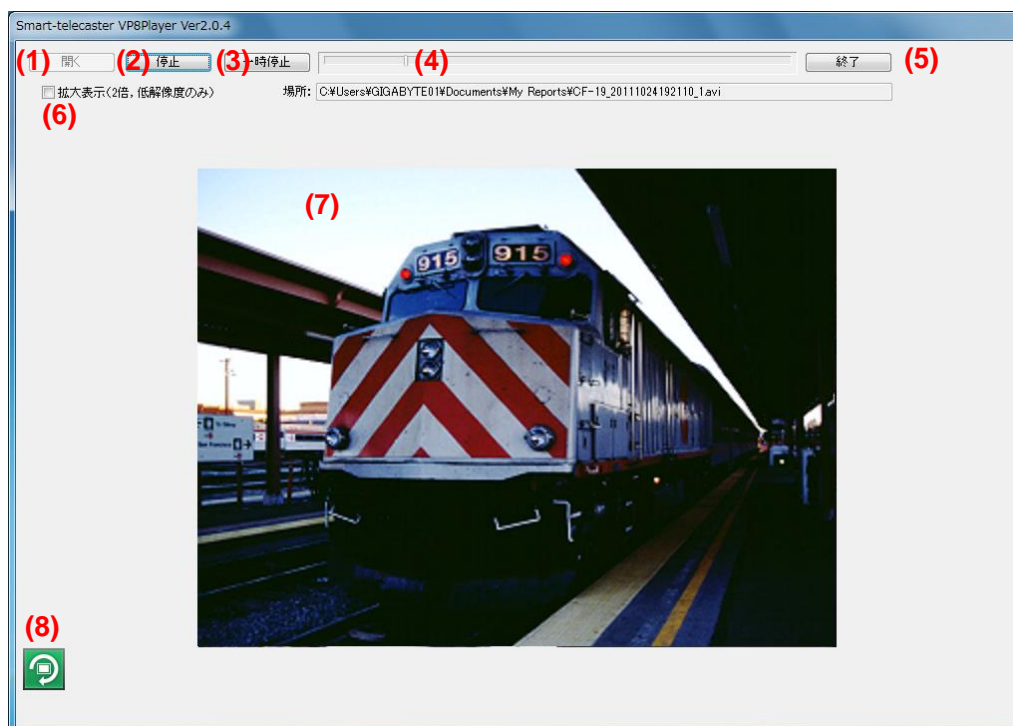 Smart-telecaster VP8Player Ver2.0.4
(1) 開く (2) 停止 (3) 一時停止 (4) 終了 (5)
拡大表示(2倍,低解像度のみ) 場所: C:¥Users¥GIGABYTE01¥Documents¥My Reports¥CF-19_20111024192110_1.avi
(6)
(7)
915 915
San Francisco
(8)